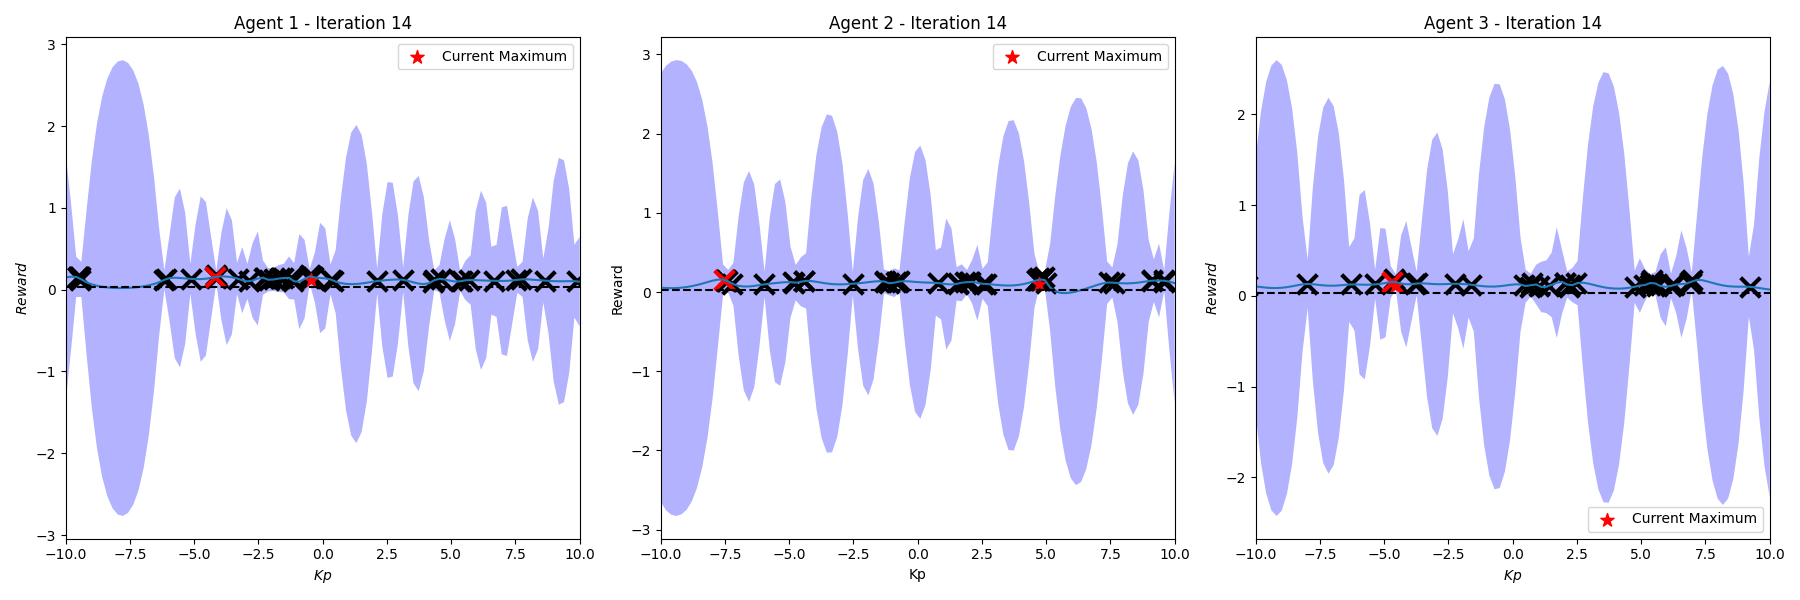 Agent 1 - Iteration 14
3
2
1
0
−1
−2
−3
Reward
Current Maximum
−10.0 −7.5 −5.0 −2.5 0.0 2.5 5.0 7.5 10.0
Kp
Agent 2 - Iteration 14
3
2
1
0
−1
−2
−3
Reward
Current Maximum
−10.0 −7.5 −5.0 −2.5 0.0 2.5 5.0 7.5 10.0
Kp
Agent 3 - Iteration 14
2
1
0
−1
−2
Reward
Current Maximum
−10.0 −7.5 −5.0 −2.5 0.0 2.5 5.0 7.5 10.0
Kp